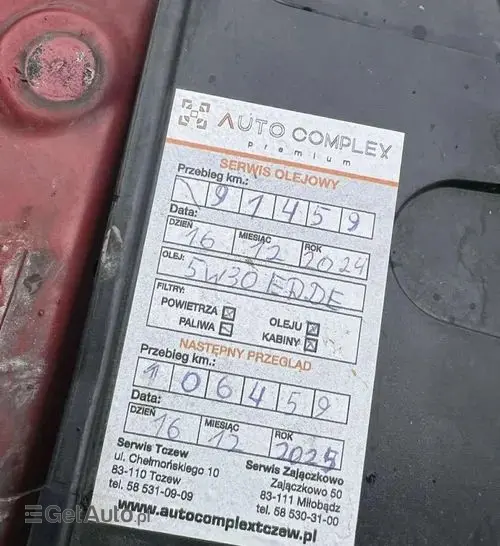 AUTO COMPLEX
premium
SERWIS OLEJOWY
Przebieg km.:
91459
Data:
DZIEŃ MIESIĄC ROK
16 12 2024
OLEJ:
5W30 ERDE
FILTRY:
POWIETRZA ☒ OLEJU ☒
PALIWA ☐ KABINY ☒
NASTĘPNY PRZEGLĄD
Przebieg km.:
106459
Data:
DZIEŃ MIESIĄC ROK
16 12 2025
Serwis Tczew
ul. Chełmońskiego 10
83-110 Tczew
tel. 58 531-09-09
Serwis Zajączkowo
Zajączkowo 50
83-111 Miłobądz
tel. 58 530-31-00
www.autocomplextczew.pl
GetAuto.pl